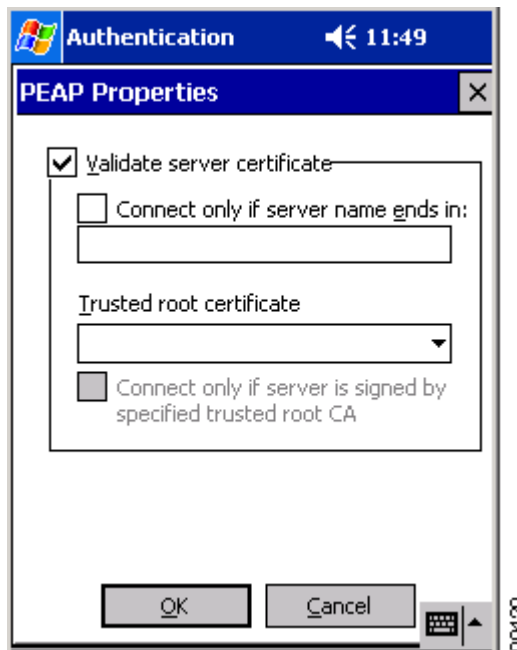 Authentication 11:49
PEAP Properties
Validate server certificate
Connect only if server name ends in:
Trusted root certificate
Connect only if server is signed by
specified trusted root CA
OK Cancel